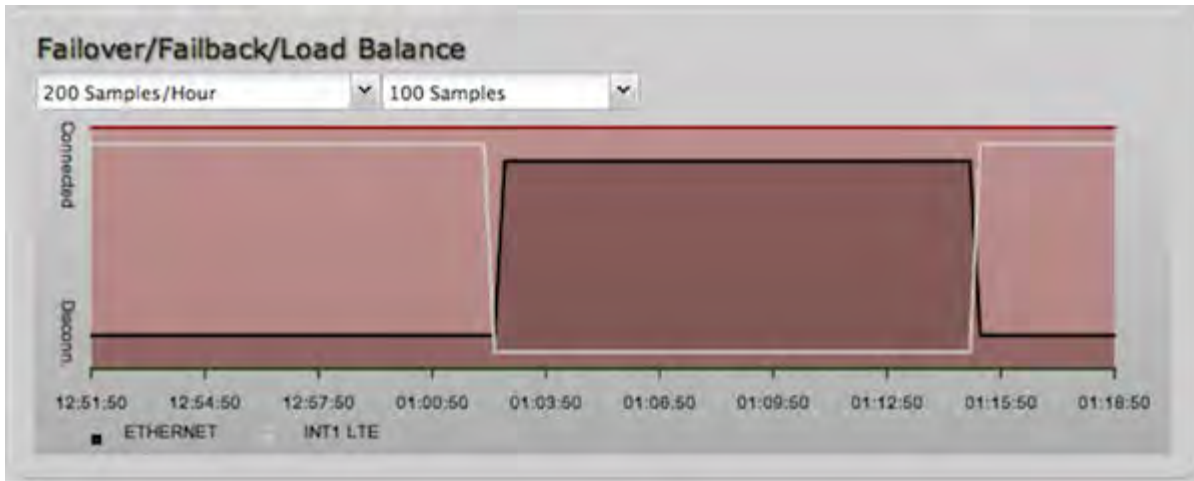 Failover/Failback/Load Balance
200 Samples/Hour 100 Samples
Connected
Disconn.
12:51:50 12:54:50 12:57:50 01:00:50 01:03:50 01:06:50 01:09:50 01:12:50 01:15:50 01:18:50
ETHERNET INT1 LTE